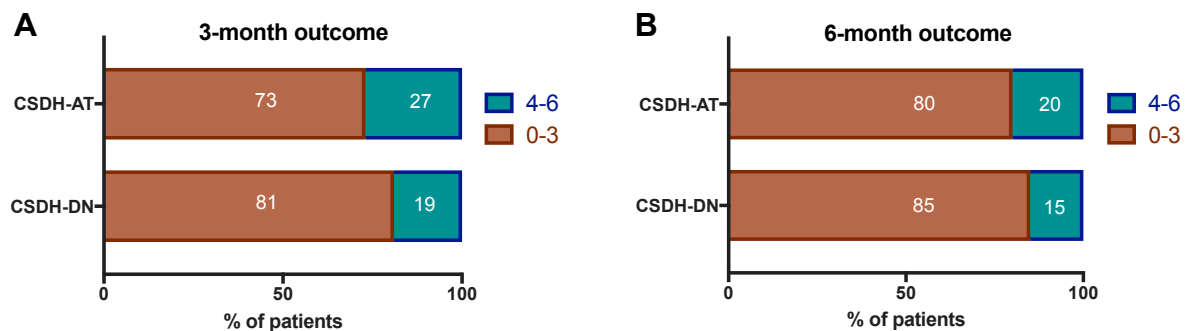 A
3-month outcome
CSDH-AT
73
27
4-6
0-3
CSDH-DN
81
19
0
50
100
% of patients
B
6-month outcome
CSDH-AT
80
20
4-6
0-3
CSDH-DN
85
15
0
50
100
% of patients